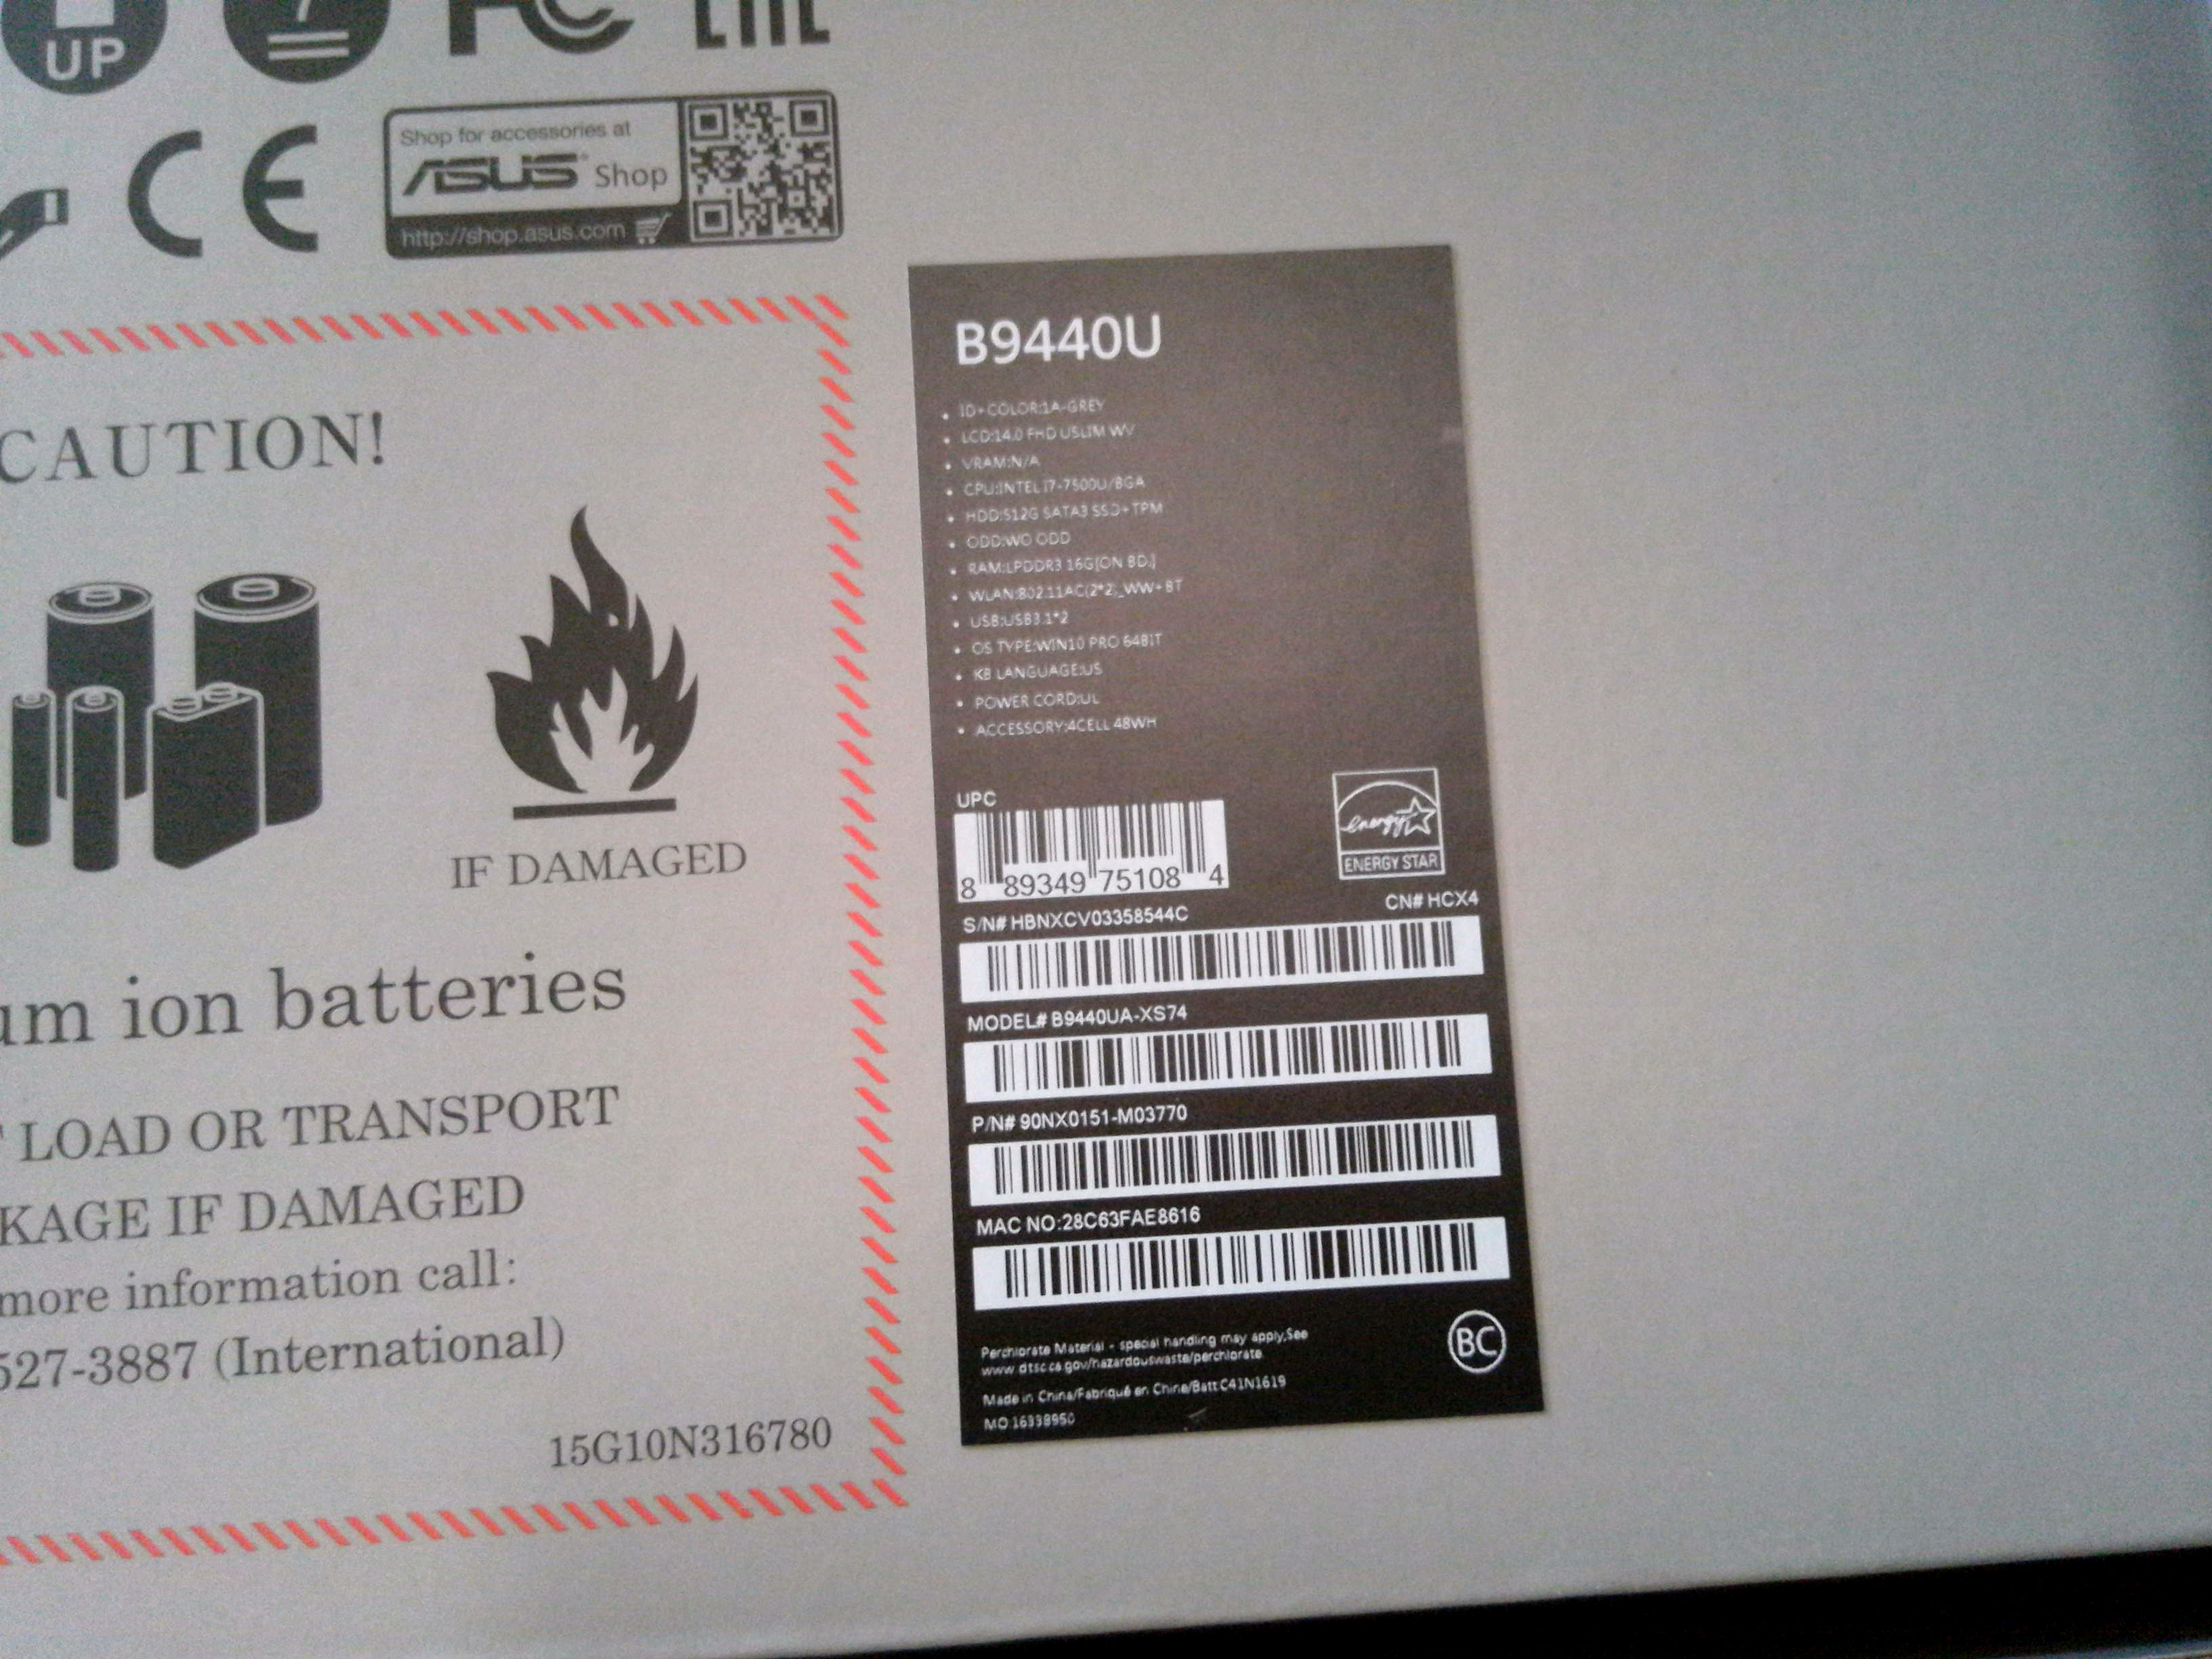 UP
FC
CE
Shop for accessories at
ASUS Shop
http://shop.asus.com
CAUTION!
IF DAMAGED
ion batteries
LOAD OR TRANSPORT
IF DAMAGED
more information call:
527-3887 (International)
15G10N316780
B9440U
• ID+COLOR:1A-GREY
• LCD:14.0 FHD USLIM WV
• VRAM:N/A
• CPU:INTEL I7-7500U/BGA
• HDD:512G SATA3 SSD+TPM
• ODD:WO ODD
• RAM:LPDDR3 16G[ON BD.]
• WLAN:802.11AC(2*2)_WW+BT
• USB:USB3.1*2
• OS TYPE:WIN10 PRO 64BIT
• KB LANGUAGE:US
• POWER CORD:UL
• ACCESSORY:4CELL 48WH
UPC
8 89349 75108 4
energy
ENERGY STAR
S/N# HBNXCV03358544C
CN# HCX4
MODEL# B9440UA-XS74
P/N# 90NX0151-M03770
MAC NO:28C63FAE8616
Perchlorate Material - special handling may apply,See
www.dtsc.ca.gov/hazardouswaste/perchlorate.
BC
Made in China/Fabriqué en Chine/Batt:C41N1619
MO:16338950